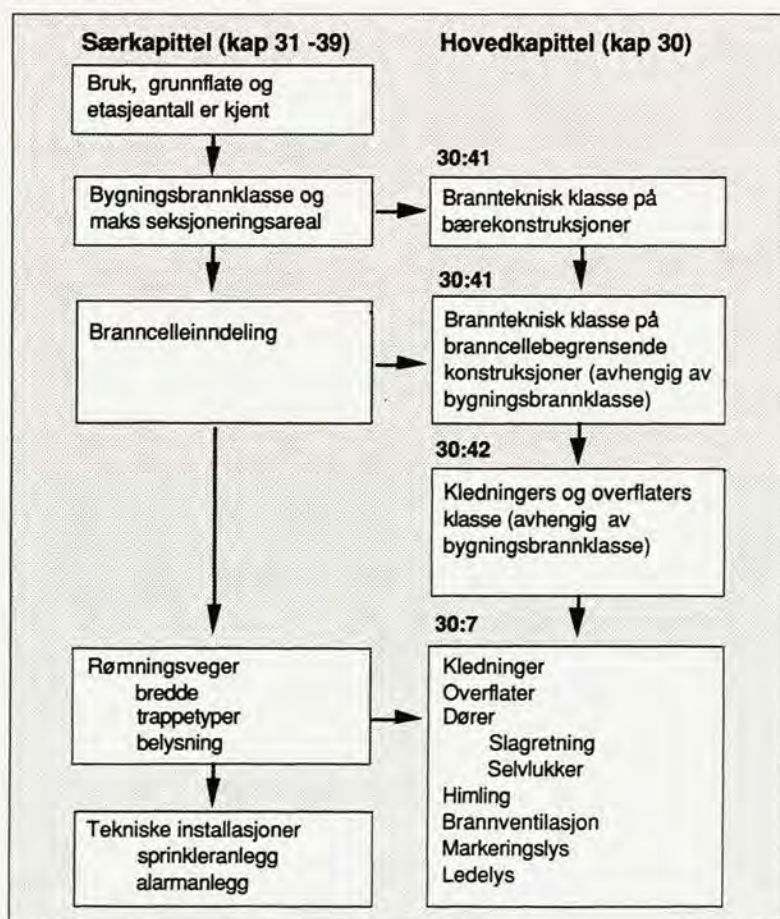 Særkapittel (kap 31 -39)
Hovedkapittel (kap 30)
Bruk, grunnflate og
etasjeantall er kjent
30:41
Bygningsbrannklasse og
maks seksjoneringsareal
Brannteknisk klasse på
bærekonstruksjoner
30:41
Branncelleinndeling
Brannteknisk klasse på
branncellebegrensende
konstruksjoner (avhengig av
bygningsbrannklasse)
30:42
Kledningers og overflaters
klasse (avhengig av
bygningsbrannklasse)
30:7
Rømningsveger
bredde
trappetyper
belysning
Kledninger
Overflater
Dører
Slagretning
Selvlukker
Himling
Brannventilasjon
Markeringslys
Ledelys
Tekniske installasjoner
sprinkleranlegg
alarmanlegg